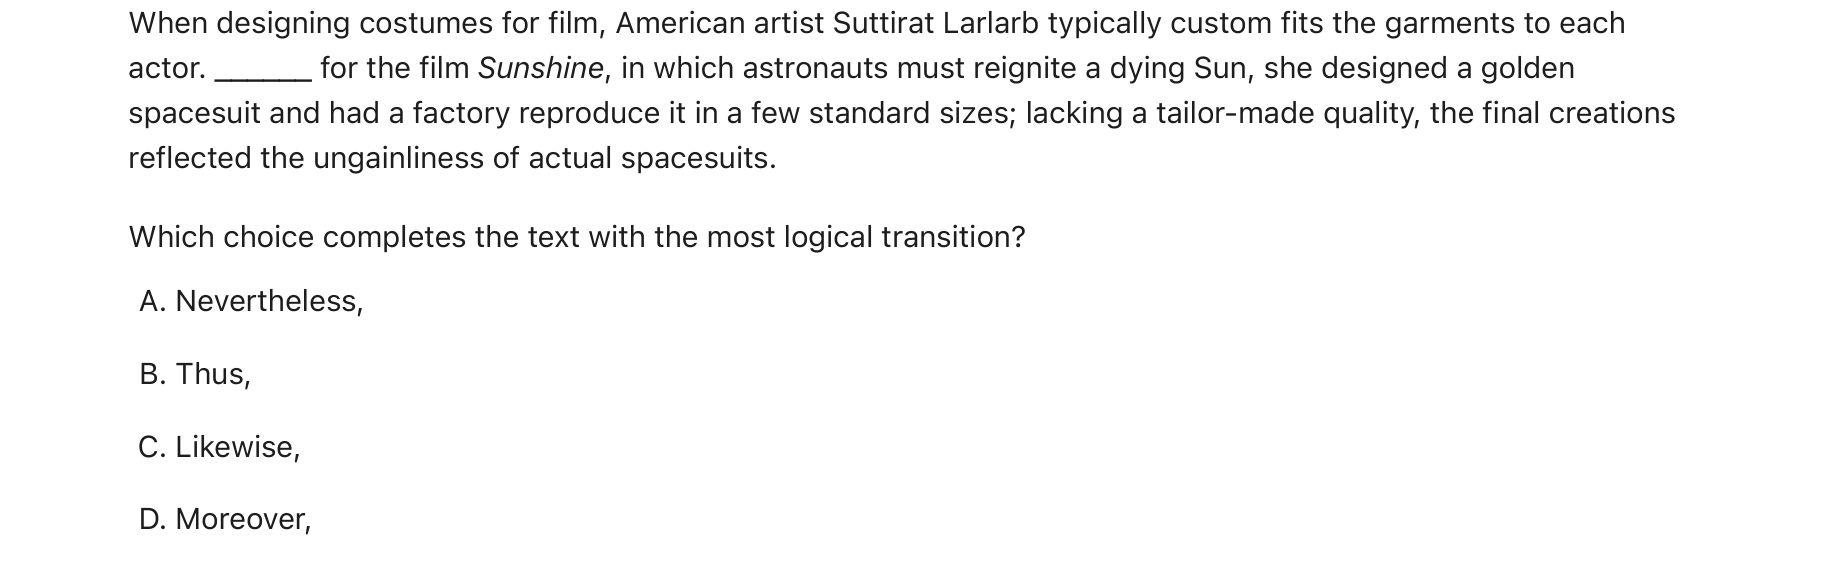 When designing costumes for film, American artist Suttirat Larlarb typically custom fits the garments to each
actor. ______ for the film Sunshine, in which astronauts must reignite a dying Sun, she designed a golden
spacesuit and had a factory reproduce it in a few standard sizes; lacking a tailor-made quality, the final creations
reflected the ungainliness of actual spacesuits.
Which choice completes the text with the most logical transition?
A. Nevertheless,
B. Thus,
C. Likewise,
D. Moreover,